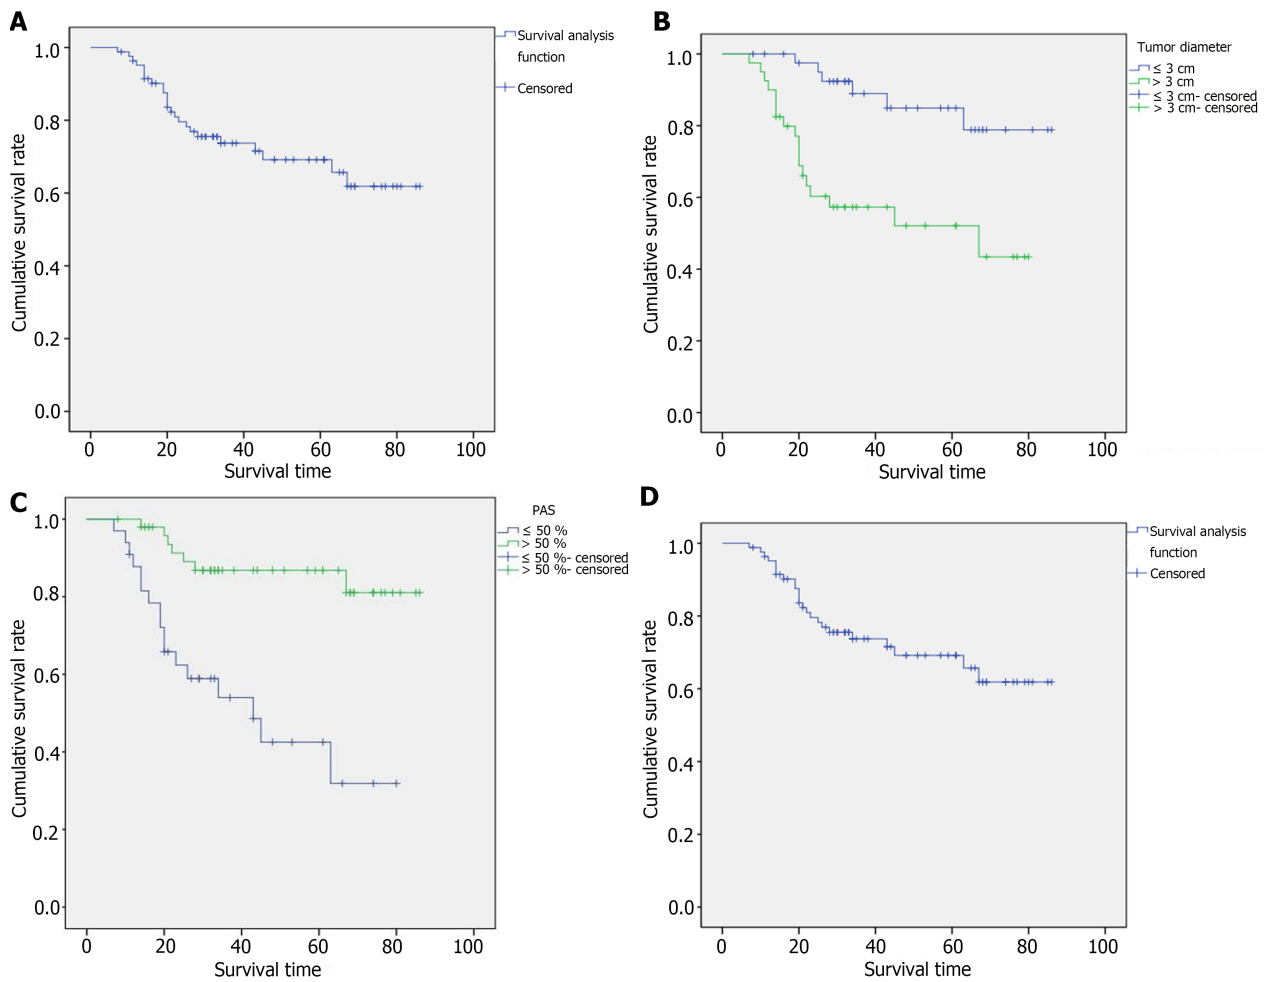 A
1.0
0.8
0.6
0.4
0.2
0.0
Cumulative survival rate
0 20 40 60 80 100
Survival time
Survival analysis
function
Censored
B
1.0
0.8
0.6
0.4
0.2
0.0
Cumulative survival rate
0 20 40 60 80 100
Survival time
Tumor diameter
≤ 3 cm
> 3 cm
≤ 3 cm- censored
> 3 cm- censored
C
1.0
0.8
0.6
0.4
0.2
0.0
Cumulative survival rate
0 20 40 60 80 100
Survival time
PAS
≤ 50 %
> 50 %
≤ 50 %- censored
> 50 %- censored
D
1.0
0.8
0.6
0.4
0.2
0.0
Cumulative survival rate
0 20 40 60 80 100
Survival time
Survival analysis
function
Censored